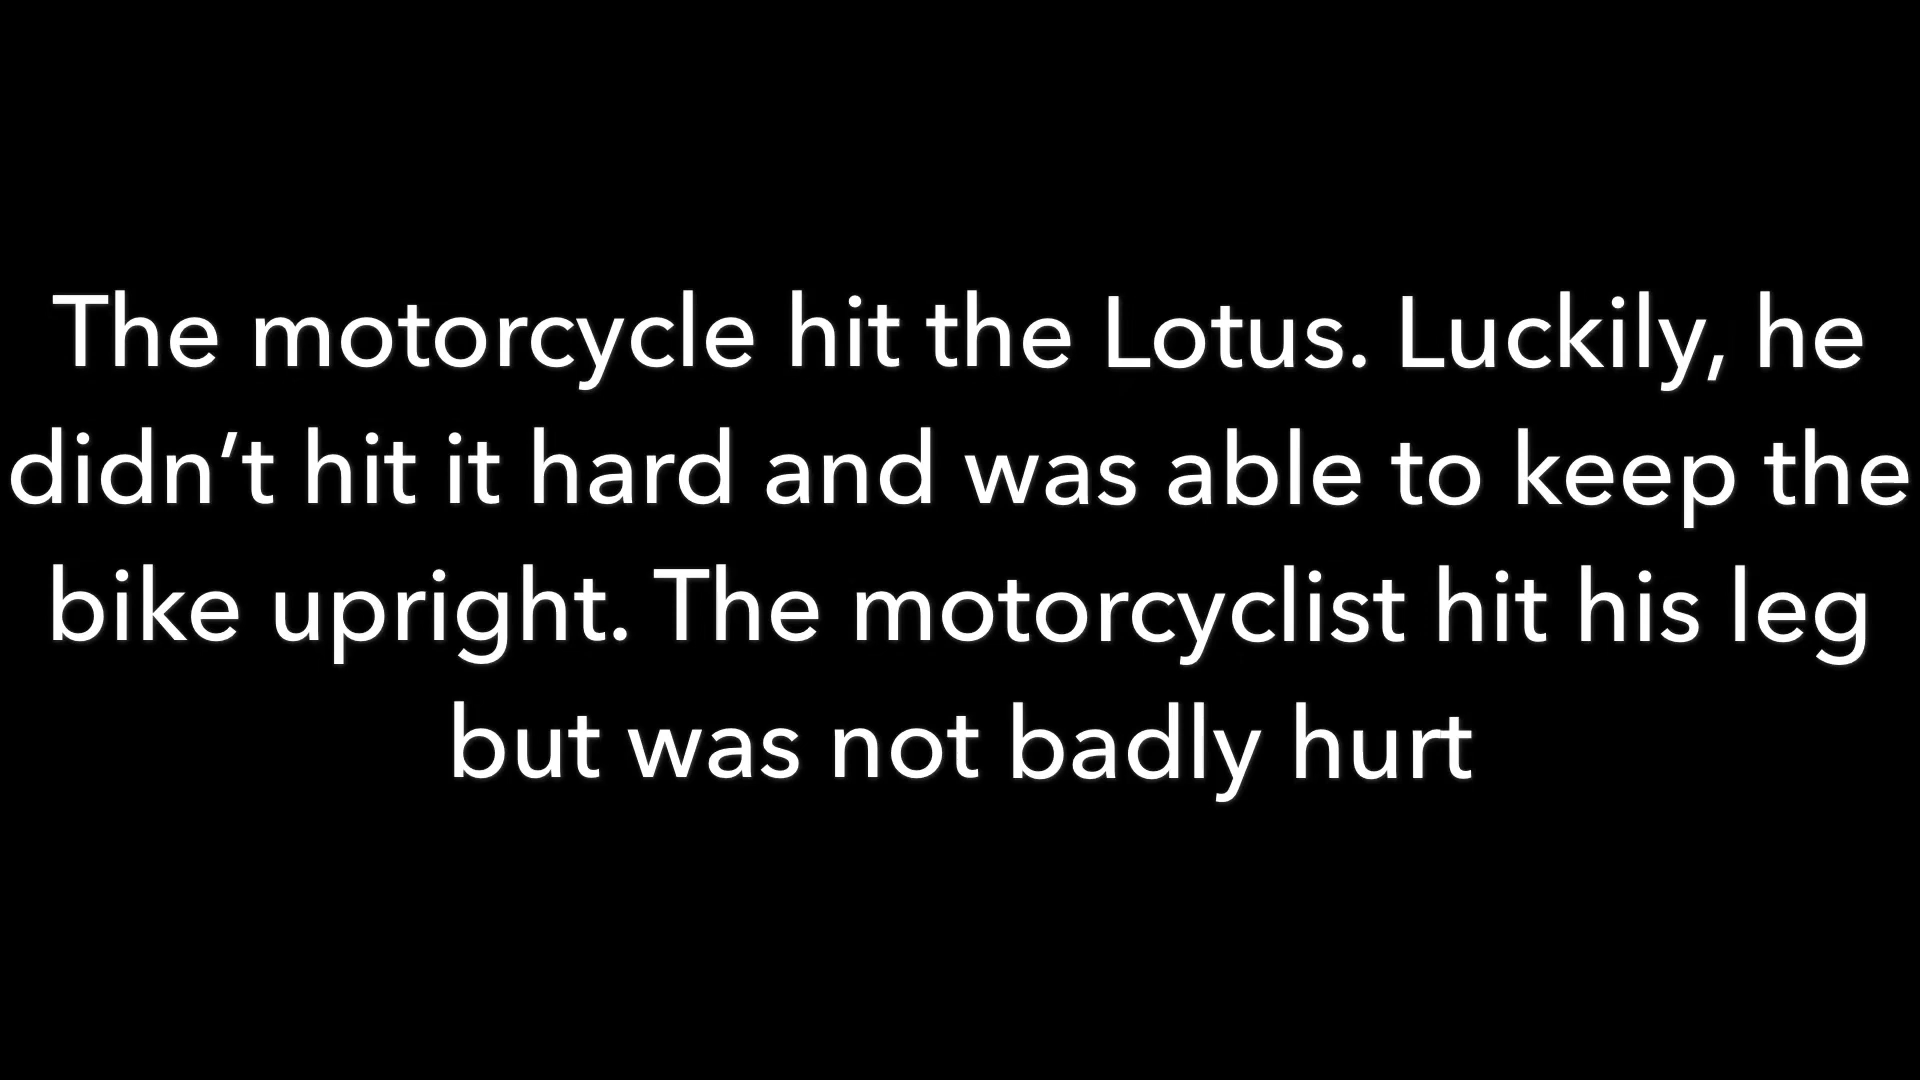 The motorcycle hit the Lotus. Luckily, he
didn’t hit it hard and was able to keep the
bike upright. The motorcyclist hit his leg
but was not badly hurt